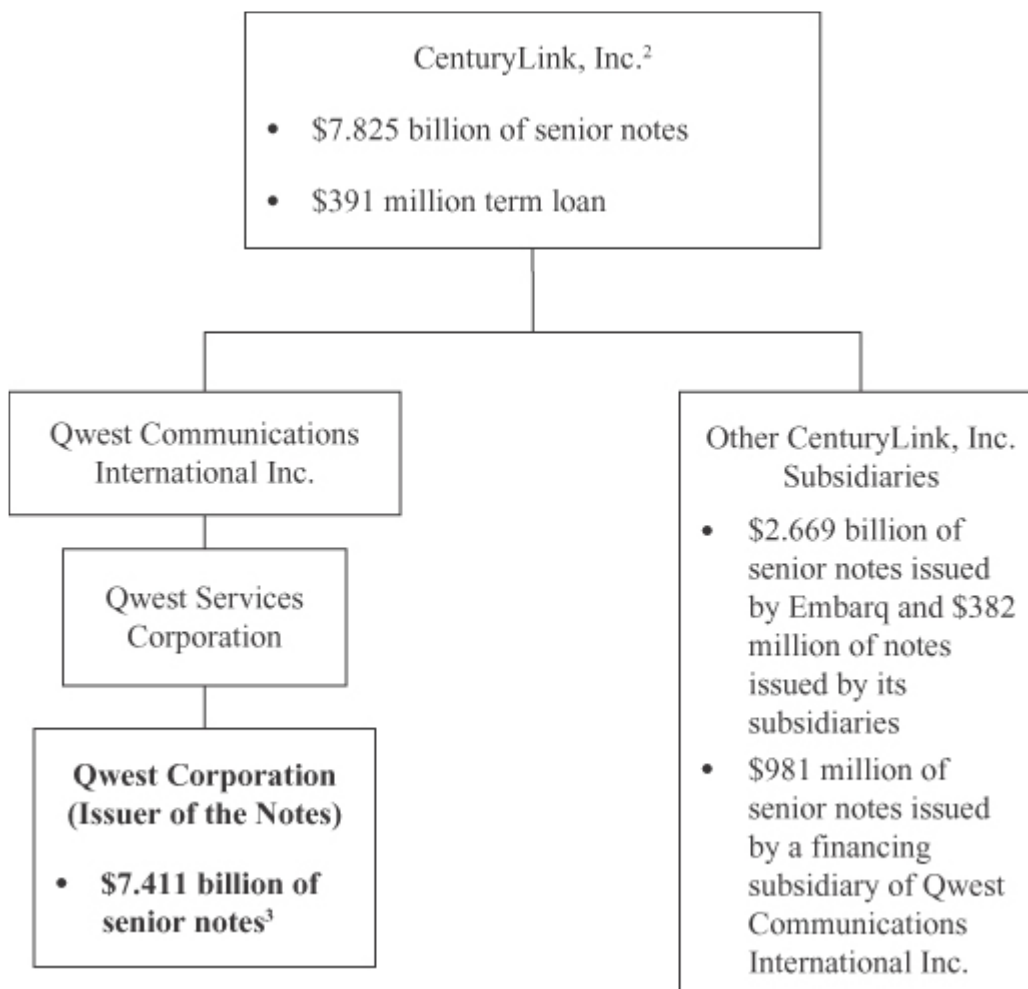 CenturyLink, Inc.²
• $7.825 billion of senior notes
• $391 million term loan
Qwest Communications
International Inc.
Qwest Services
Corporation
Qwest Corporation
(Issuer of the Notes)
• $7.411 billion of
senior notes³
Other CenturyLink, Inc.
Subsidiaries
• $2.669 billion of
senior notes issued
by Embarq and $382
million of notes
issued by its
subsidiaries
• $981 million of
senior notes issued
by a financing
subsidiary of Qwest
Communications
International Inc.